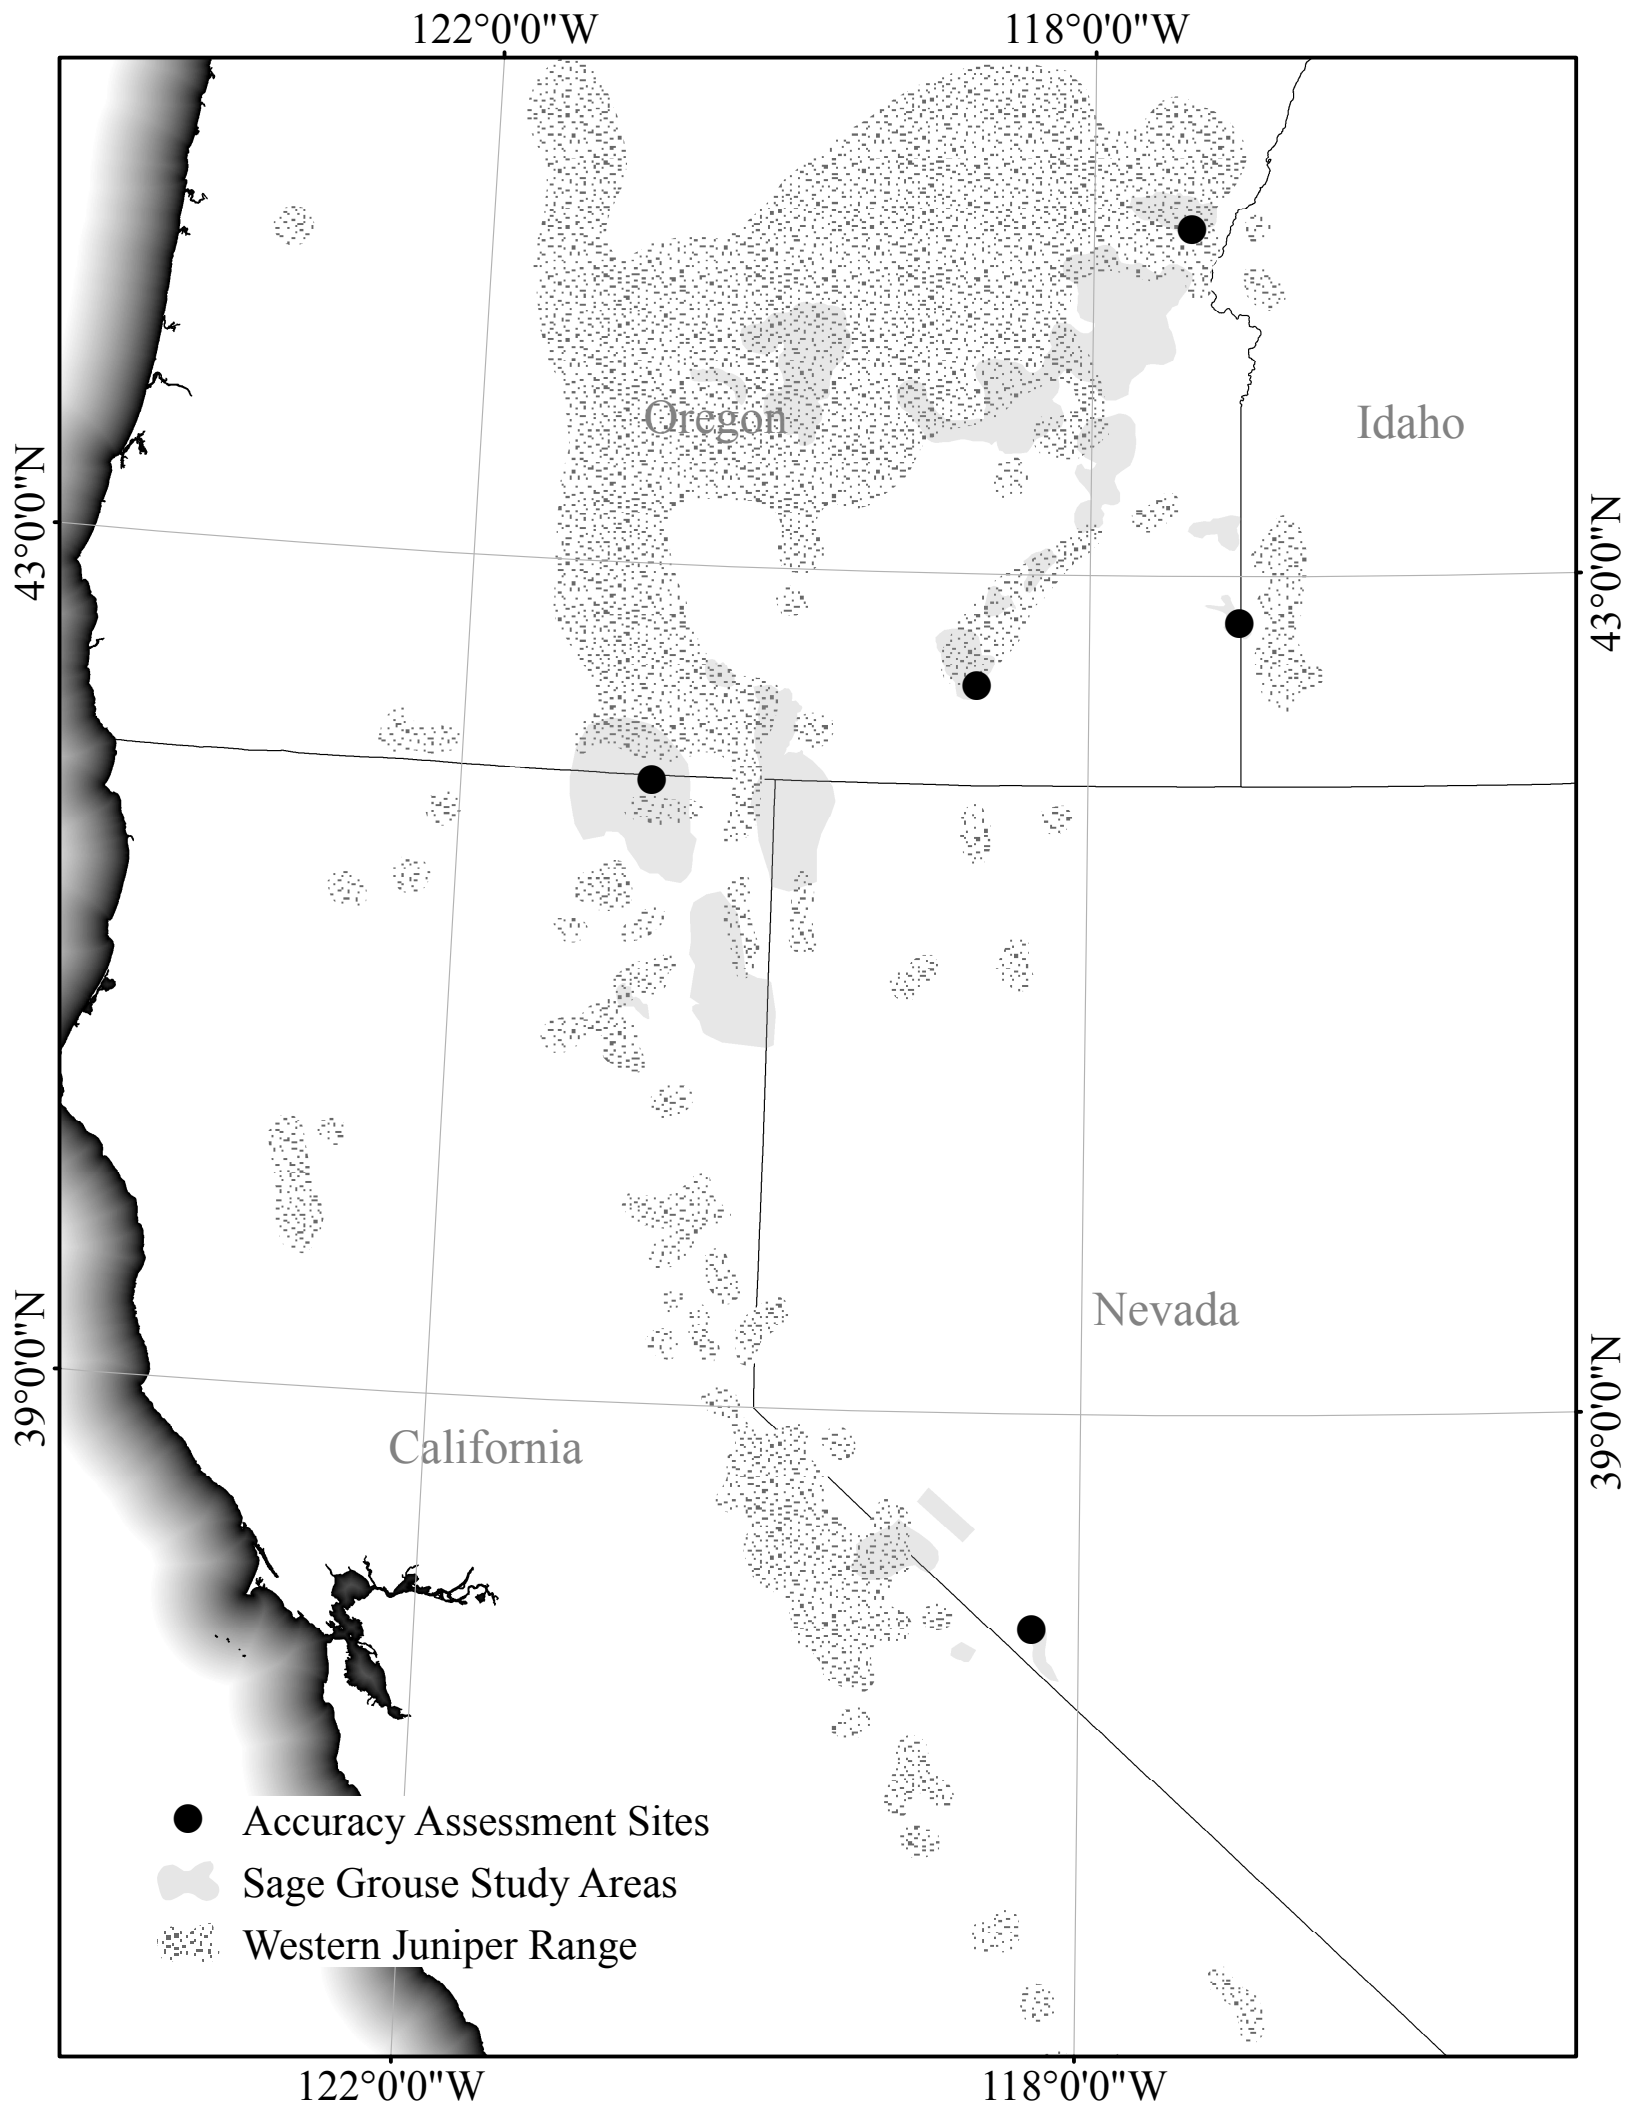 122°0'0"W
118°0'0"W
Oregon
Idaho
43°0'0"N
43°0'0"N
Nevada
39°0'0"N
39°0'0"N
California
Accuracy Assessment Sites
Sage Grouse Study Areas
Western Juniper Range
122°0'0"W
118°0'0"W